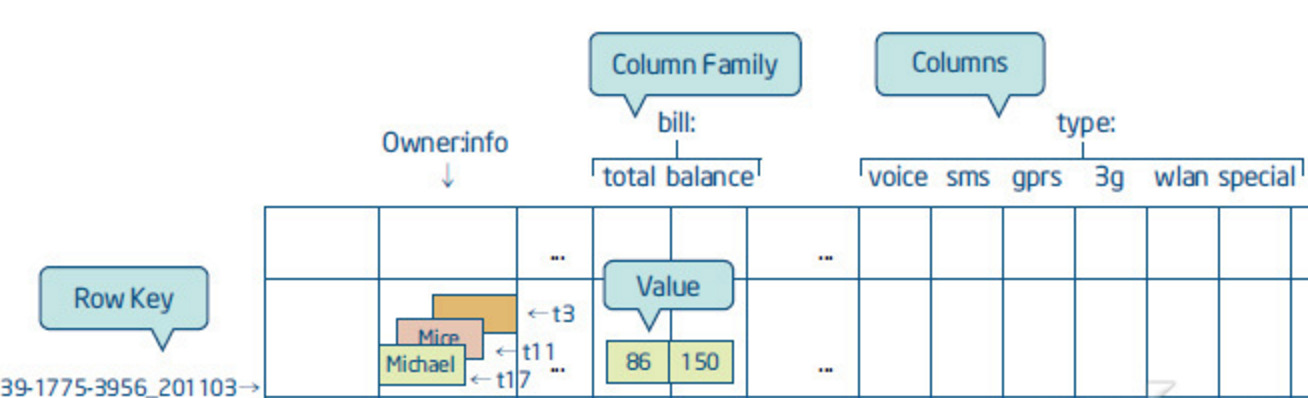 Column Family
Columns
bill:
type:
Owner:info
↓
total balance
voice sms gprs 3g wlan special
... ...
Row Key
Value
←t3
Mice
←t11
Michael
←t17
...
86 150
...
39-1775-3956_201103→